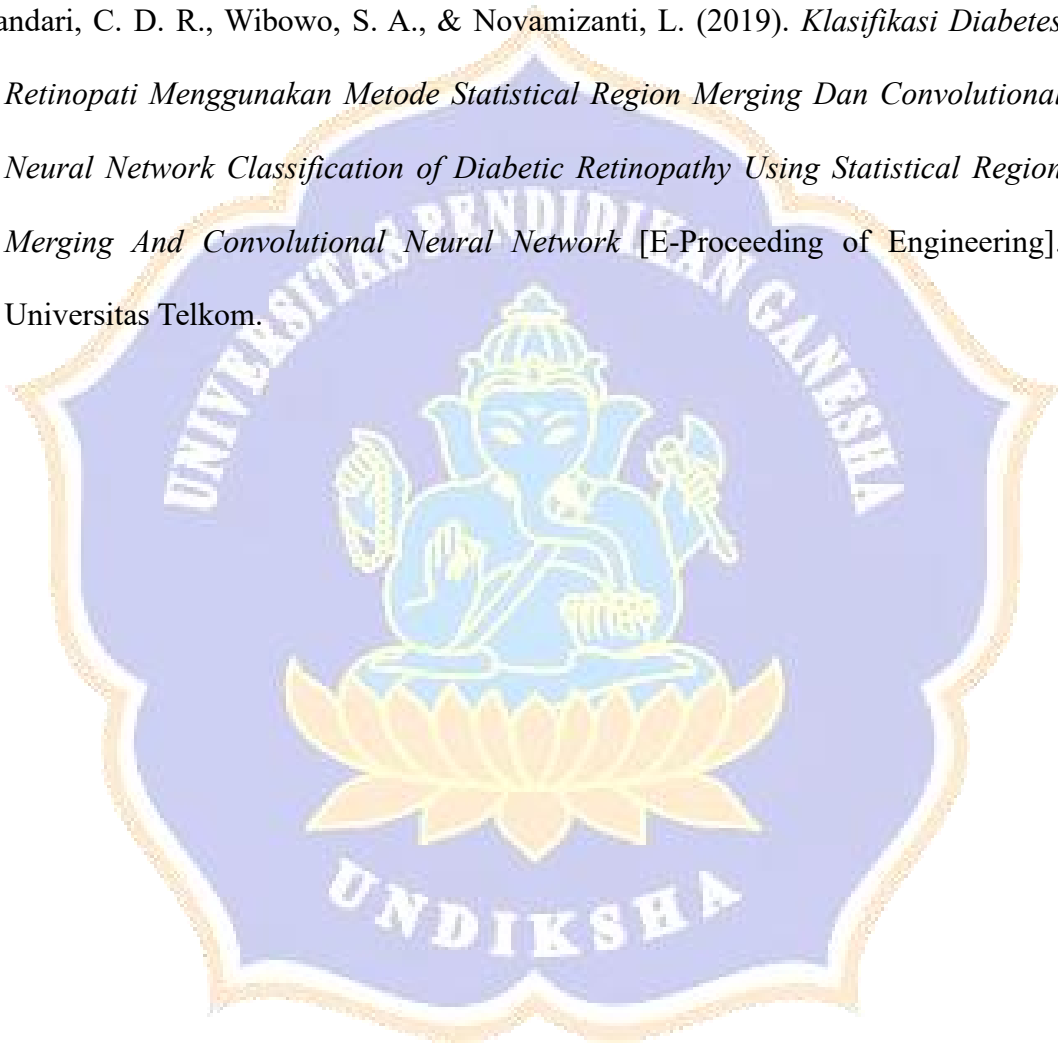 andari, C. D. R., Wibowo, S. A., & Novamizanti, L. (2019). Klasifikasi Diabetes
Retinopati Menggunakan Metode Statistical Region Merging Dan Convolutional
Neural Network Classification of Diabetic Retinopathy Using Statistical Region
Merging And Convolutional Neural Network [E-Proceeding of Engineering].
Universitas Telkom.
UNIVERSITAS PENDIDIKAN GANESHA
UNDIKSHA